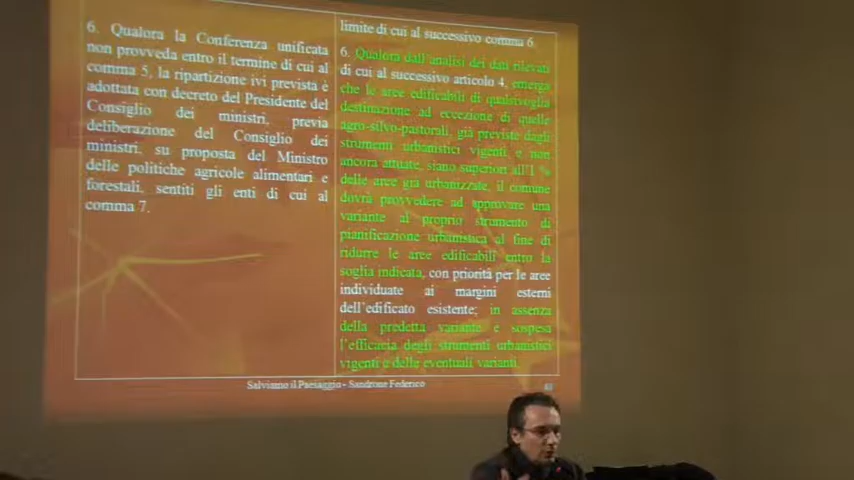 6. Qualora la Conferenza unificata
non provveda entro il termine di cui al
comma 5, la ripartizione ivi prevista è
adottata con decreto del Presidente del
Consiglio dei ministri, previa
deliberazione del Consiglio dei
ministri, su proposta del Ministro
delle politiche agricole alimentari e
forestali, sentiti gli enti di cui al
comma 7.
limite di cui al successivo comma 6.
6. Qualora dall'analisi dei dati rilevati
di cui al successivo articolo 4, emerga
che le aree edificabili di qualsivoglia
destinazione ad eccezione di quelle
agro-silvo-pastorali, già previste dagli
strumenti urbanistici vigenti e non
ancora attuate, siano superiori all'1 %
delle aree già urbanizzate, il comune
dovrà provvedere ad approvare una
variante al proprio strumento di
pianificazione urbanistica al fine di
ridurre le aree edificabili entro la
soglia indicata, con priorità per le aree
individuate ai margini esterni
dell'edificato esistente; in assenza
della predetta variante è sospesa
l'efficacia degli strumenti urbanistici
vigenti e delle eventuali varianti.
Salviamo il Paesaggio - Sandrone Federico